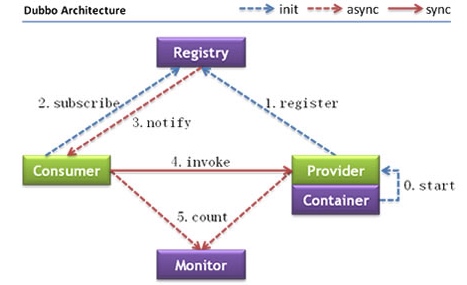 Dubbo Architecture
init
async
sync
Registry
2. subscribe
1. register
3. notify
Consumer
4. invoke
Provider
0. start
Container
5. count
Monitor